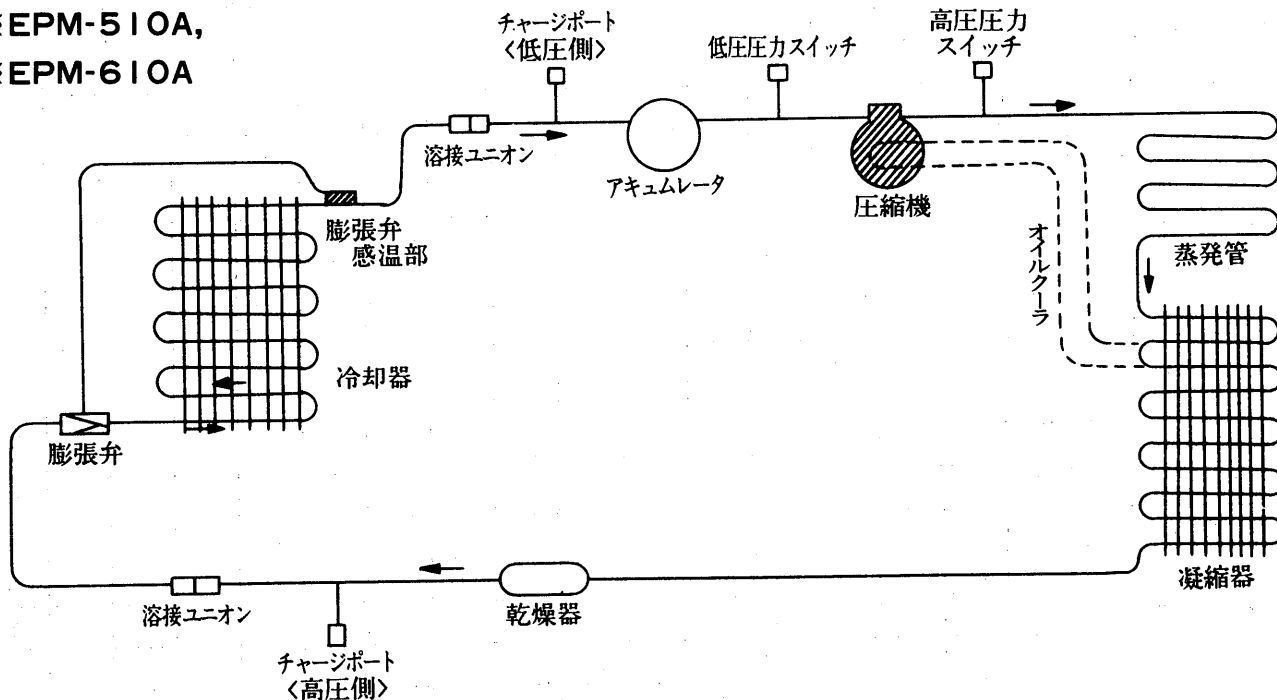 ※EPM-510A,
※EPM-610A
チャージポート
〈低圧側〉
低圧圧力スイッチ
高圧圧力
スイッチ
溶接ユニオン
アキュムレータ
圧縮機
膨張弁
感温部
オイルクーラ
蒸発管
冷却器
膨張弁
凝縮器
溶接ユニオン
乾燥器
チャージポート
〈高圧側〉